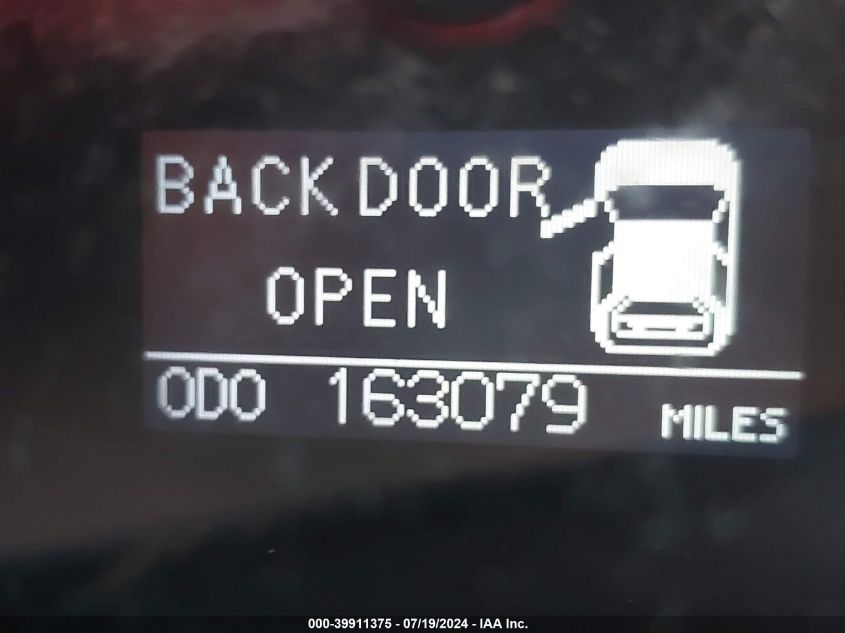 BACK DOOR
OPEN
ODO 163079 MILES
000-39911375 - 07/19/2024 - IAA Inc.